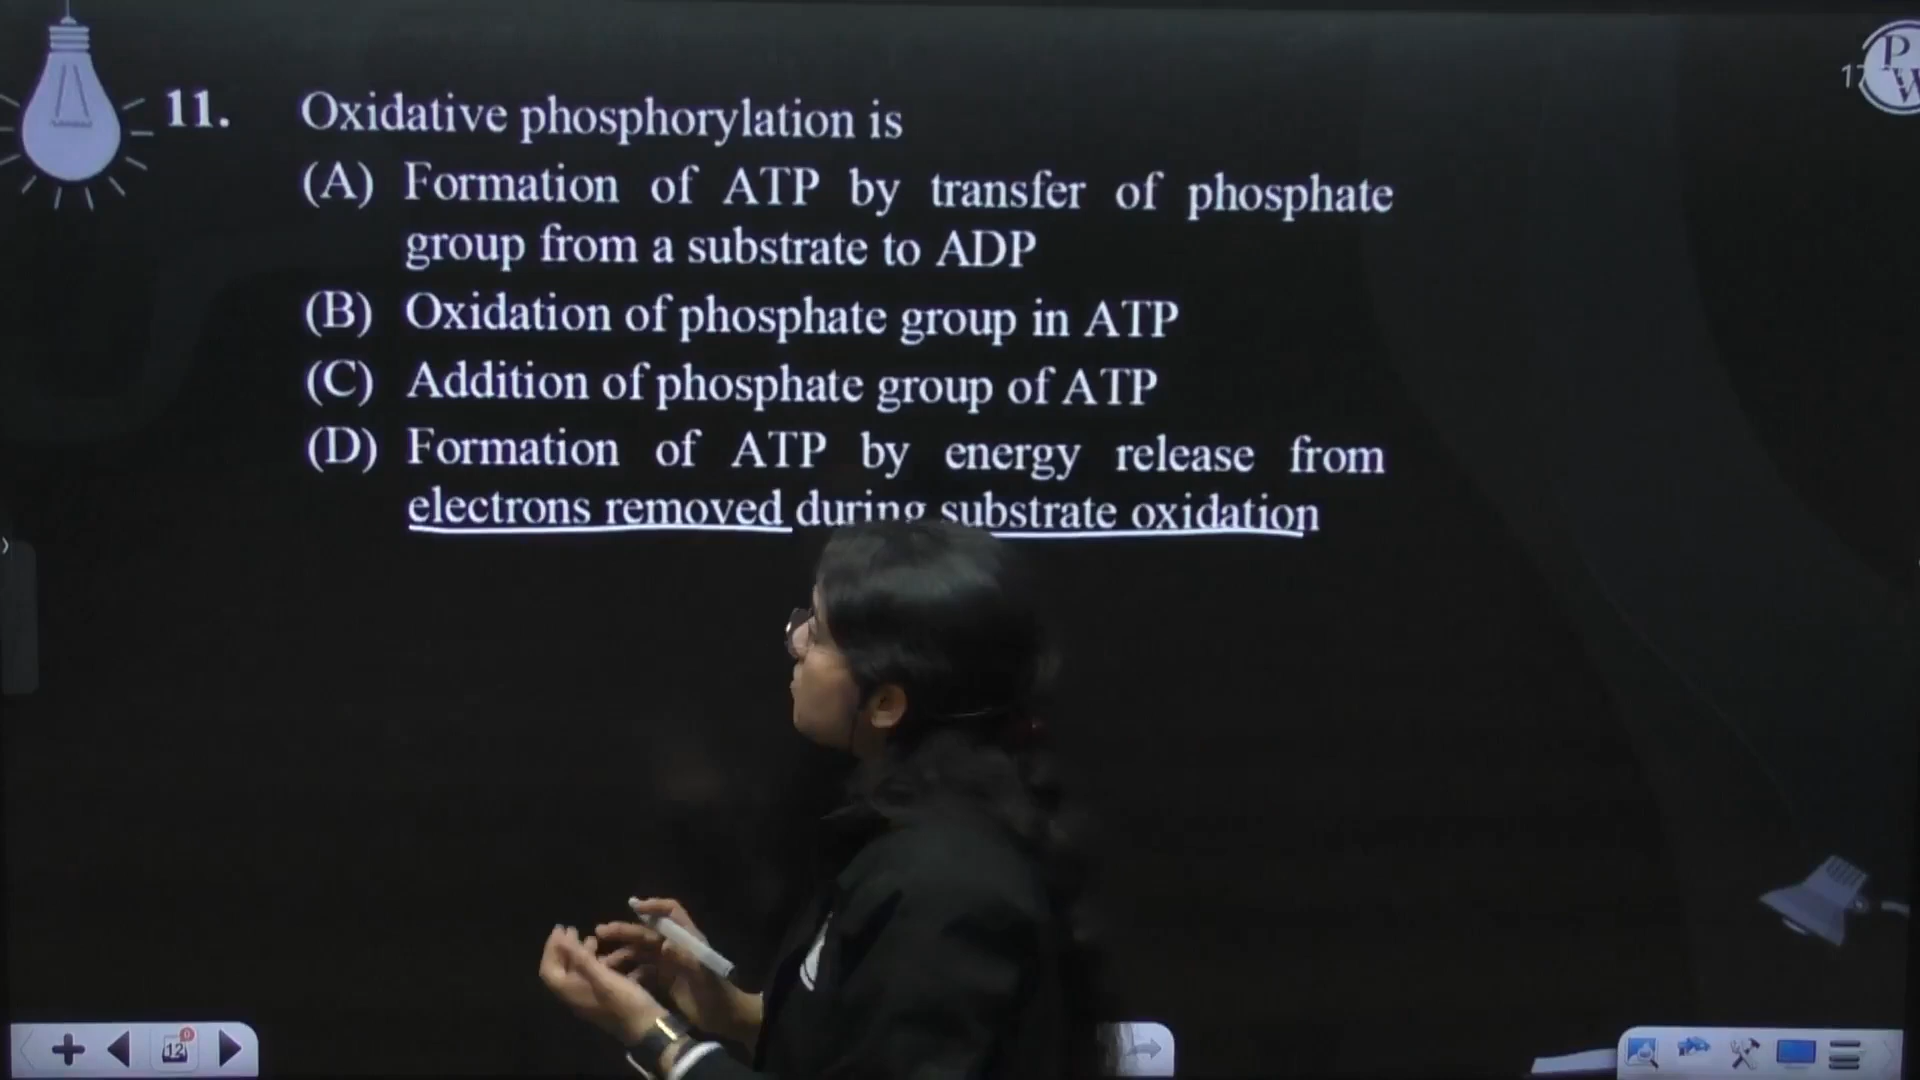 11. Oxidative phosphorylation is
(A) Formation of ATP by transfer of phosphate
group from a substrate to ADP
(B) Oxidation of phosphate group in ATP
(C) Addition of phosphate group of ATP
(D) Formation of ATP by energy release from
electrons removed during substrate oxidation
P
W
12
0